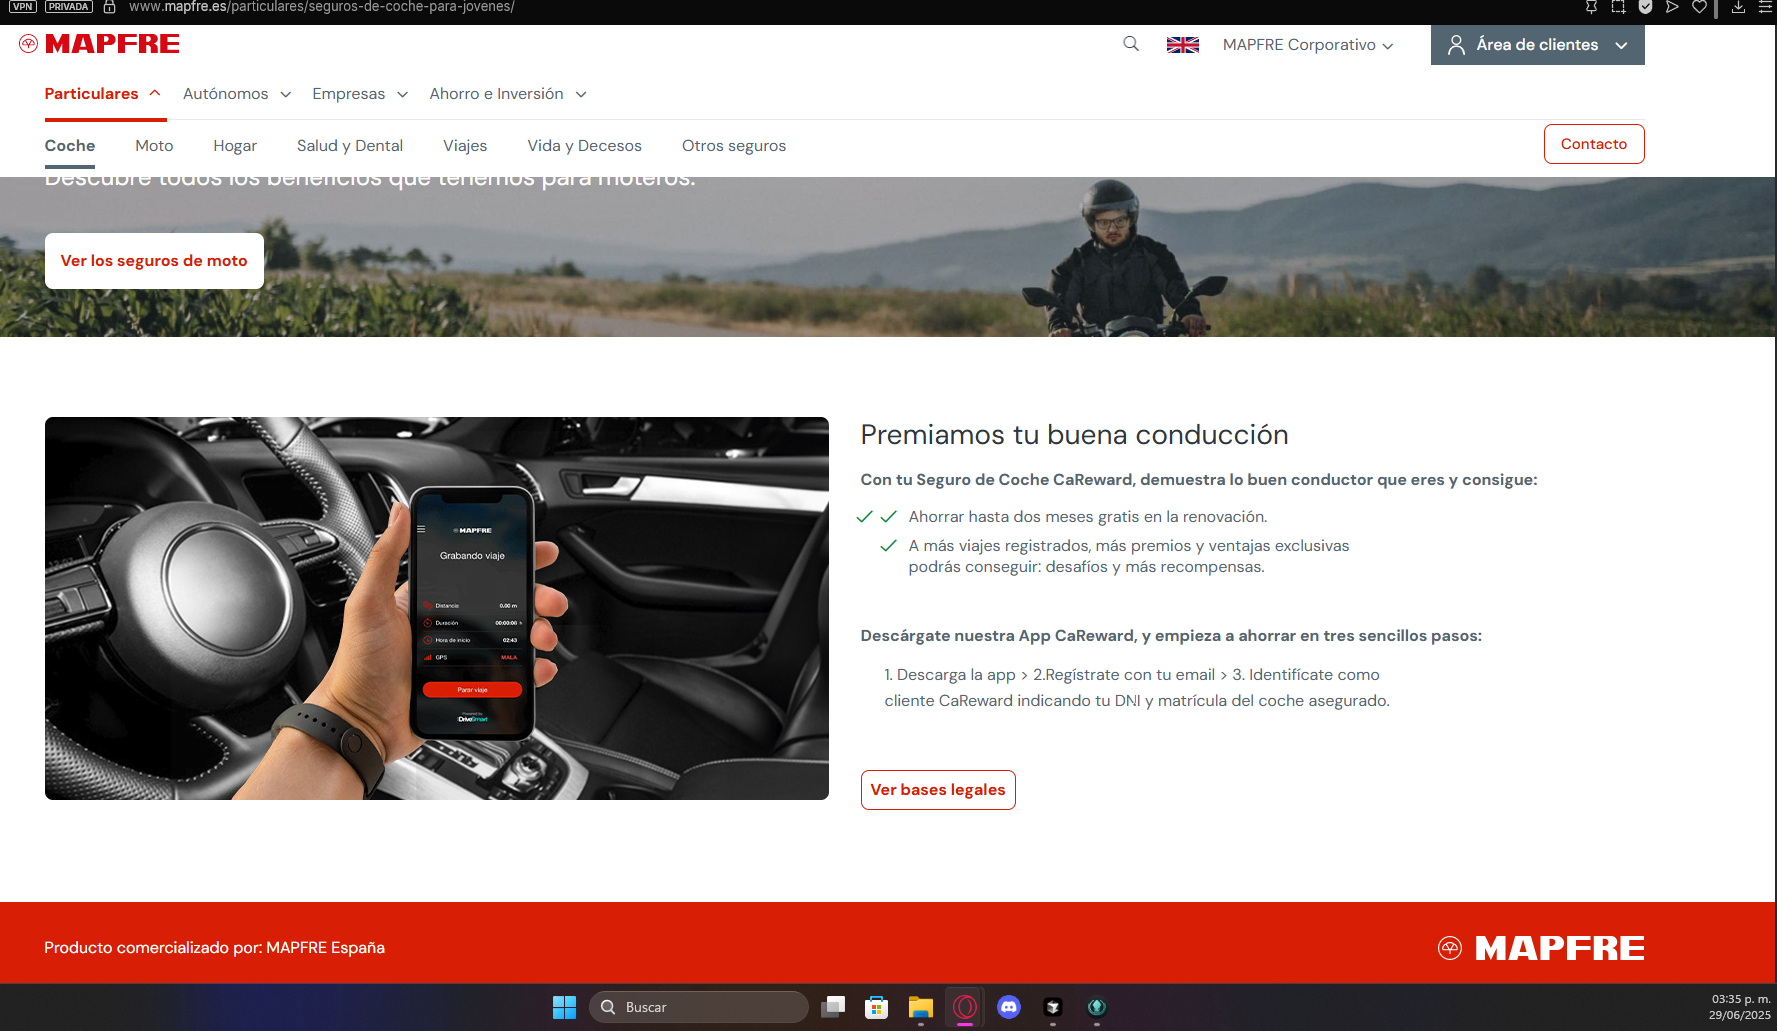 VPN PRIVADA www.mapfre.es/particulares/seguros-de-coche-para-jovenes/
MAPFRE
MAPFRE Corporativo
Área de clientes
Particulares Autónomos Empresas Ahorro e Inversión
Coche Moto Hogar Salud y Dental Viajes Vida y Decesos Otros seguros
Contacto
Descubre todos los beneficios que tenemos para moteros.
Ver los seguros de moto
MAPFRE
Grabando viaje
Distancia 0.00 m
Duración 00:00:08 h
Hora de inicio 02:43
GPS MALA
Parar viaje
Powered by
DriveSmart
Premiamos tu buena conducción
Con tu Seguro de Coche CaReward, demuestra lo buen conductor que eres y consigue:
Ahorrar hasta dos meses gratis en la renovación.
A más viajes registrados, más premios y ventajas exclusivas
podrás conseguir: desafíos y más recompensas.
Descárgate nuestra App CaReward, y empieza a ahorrar en tres sencillos pasos:
1. Descarga la app > 2.Regístrate con tu email > 3. Identifícate como
cliente CaReward indicando tu DNI y matrícula del coche asegurado.
Ver bases legales
Producto comercializado por: MAPFRE España
MAPFRE
Buscar
03:35 p. m.
29/06/2025